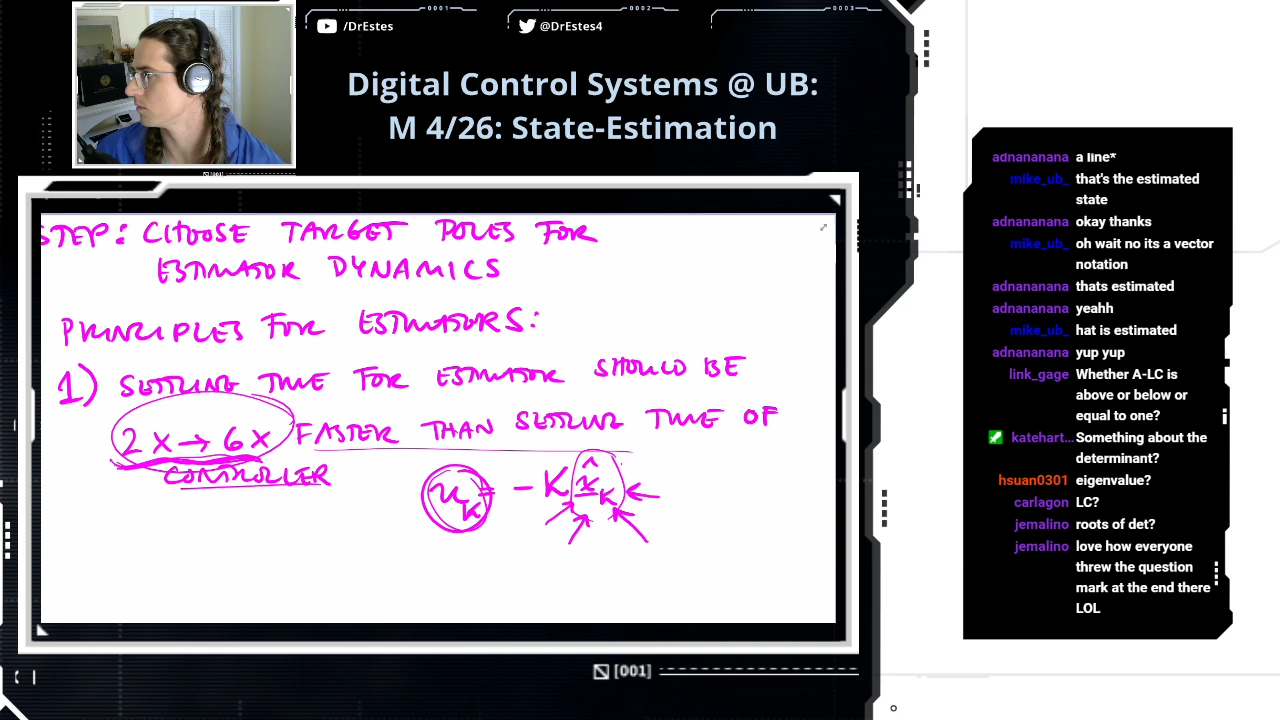 0001
0002
0003
/DrEstes
@DrEstes4
Digital Control Systems @ UB:
M 4/26: State-Estimation
[001]
STEP: CHOOSE TARGET POLES FOR
ESTIMATOR DYNAMICS
PRINCIPLES FOR ESTIMATORS:
1) SETTLING TIME FOR ESTIMATOR SHOULD BE
2X → 6X FASTER THAN SETTLING TIME OF
CONTROLLER
u_k = -K x̂_k
[001]
adnananana a line*
mike_ub_ that's the estimated
state
adnananana okay thanks
mike_ub_ oh wait no its a vector
notation
adnananana thats estimated
adnananana yeahh
mike_ub_ hat is estimated
adnananana yup yup
link_gage Whether A-LC is
above or below or
equal to one?
katehart... Something about the
determinant?
hsuan0301 eigenvalue?
carlagon LC?
jemalino roots of det?
jemalino love how everyone
threw the question
mark at the end there
LOL